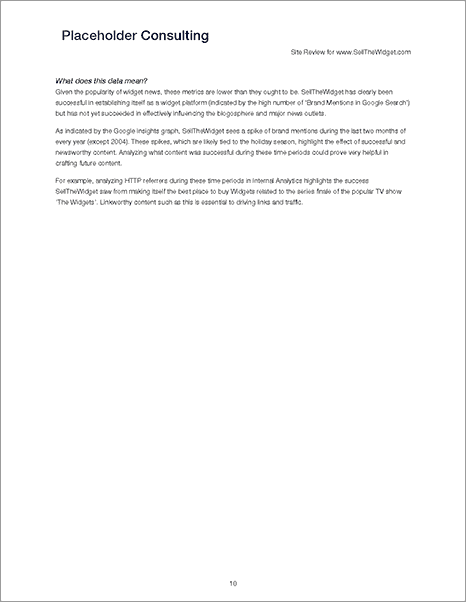 Placeholder Consulting
Site Review for www.SellTheWidget.com
What does this data mean?
Given the popularity of widget news, these metrics are lower than they ought to be. SellTheWidget has clearly been
successful in establishing itself as a widget platform (indicated by the high number of 'Brand Mentions in Google Search')
but has not yet succeeded in effectively influencing the blogosphere and major news outlets.
As indicated by the Google insights graph, SellTheWidget sees a spike of brand mentions during the last two months of
every year (except 2004). These spikes, which are likely tied to the holiday season, highlight the effect of successful and
newsworthy content. Analyzing what content was successful during these time periods could prove very helpful in
crafting future content.
For example, analyzing HTTP referrers during these time periods in Internal Analytics highlights the success
SellTheWidget saw from making itself the best place to buy Widgets related to the series finale of the popular TV show
'The Widgets'. Linkworthy content such as this is essential to driving links and traffic.
10